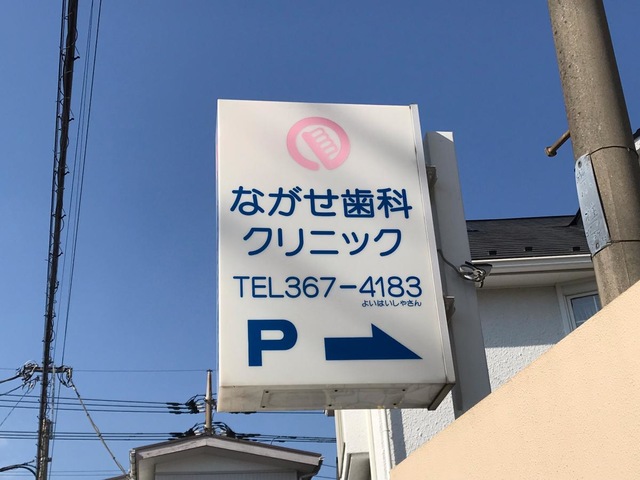 ながせ歯科
クリニック
TEL367-4183
よいはいしゃさん
P